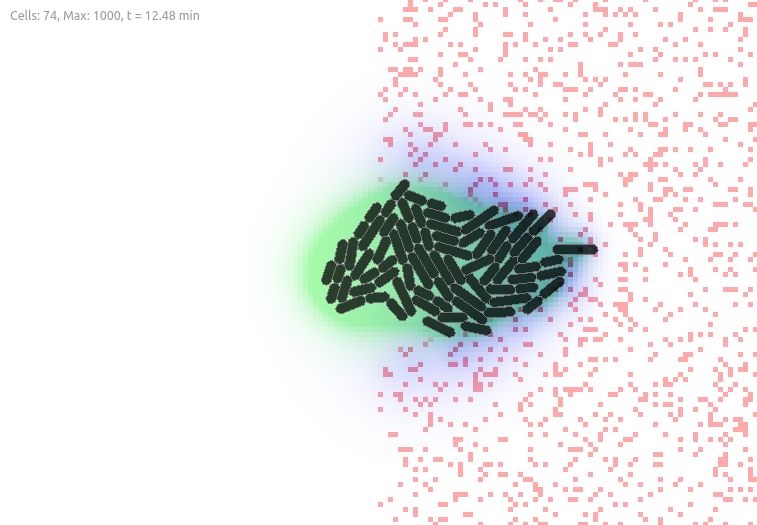 Cells: 74, Max: 1000, t = 12.48 min